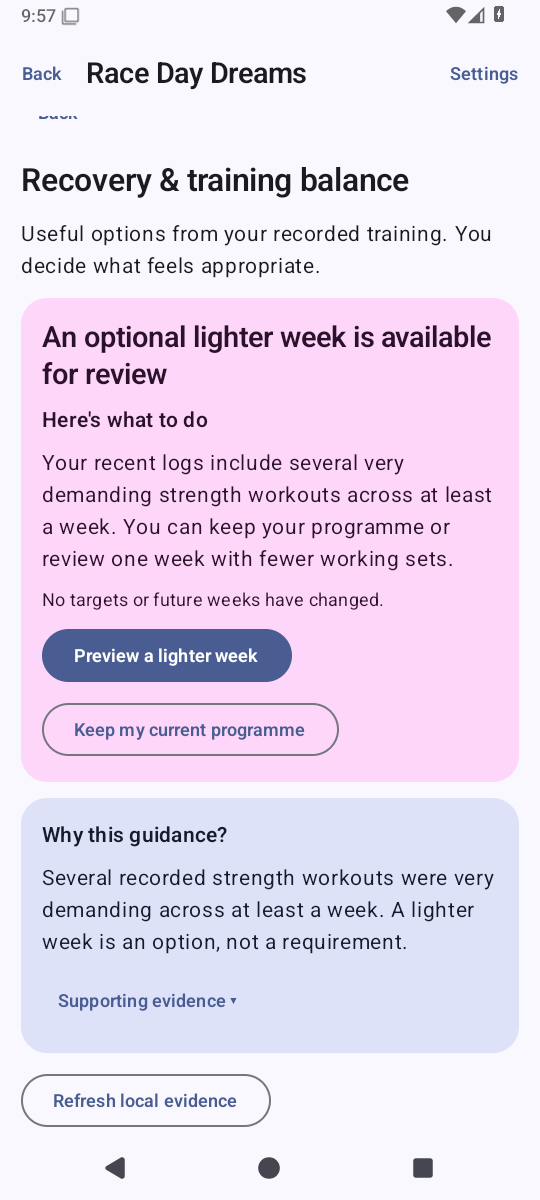 9:57
Back Race Day Dreams Settings
Back
Recovery & training balance
Useful options from your recorded training. You
decide what feels appropriate.
An optional lighter week is available
for review
Here's what to do
Your recent logs include several very
demanding strength workouts across at least
a week. You can keep your programme or
review one week with fewer working sets.
No targets or future weeks have changed.
Preview a lighter week
Keep my current programme
Why this guidance?
Several recorded strength workouts were very
demanding across at least a week. A lighter
week is an option, not a requirement.
Supporting evidence ▾
Refresh local evidence